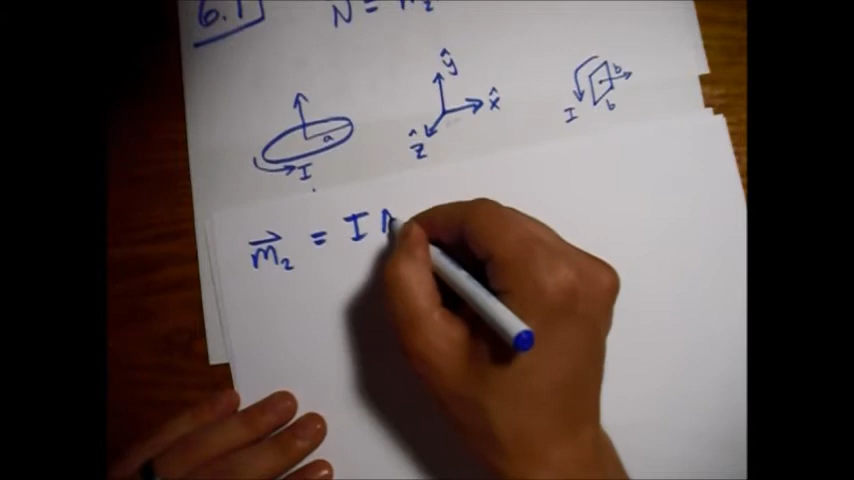 6.1
N = m₂
ŷ
x̂
ẑ
a
I
b
b
I
m⃗₂ = I